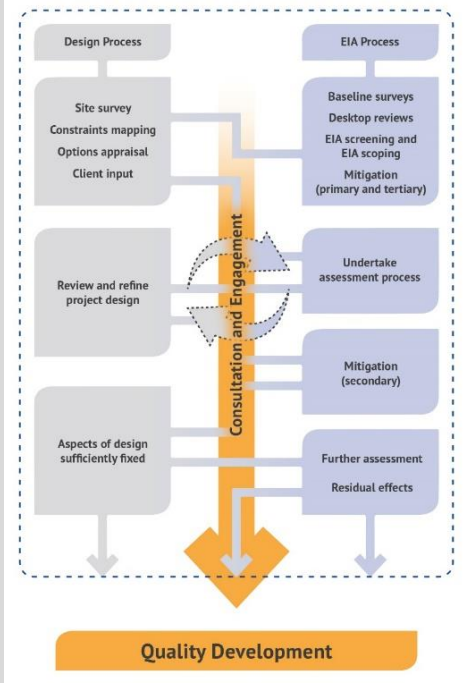 Design Process
EIA Process
Site survey
Constraints mapping
Options appraisal
Client input
Baseline surveys
Desktop reviews
EIA screening and
EIA scoping
Mitigation
(primary and tertiary)
Consultation and Engagement
Review and refine
project design
Undertake
assessment process
Mitigation
(secondary)
Aspects of design
sufficiently fixed
Further assessment
Residual effects
Quality Development